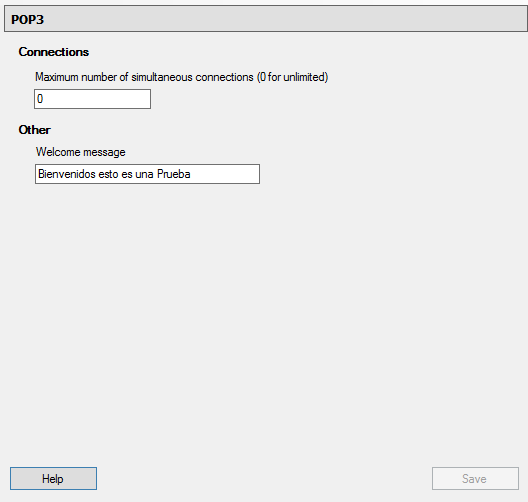 POP3
Connections
Maximum number of simultaneous connections (0 for unlimited)
0
Other
Welcome message
Bienvenidos esto es una Prueba
Help Save